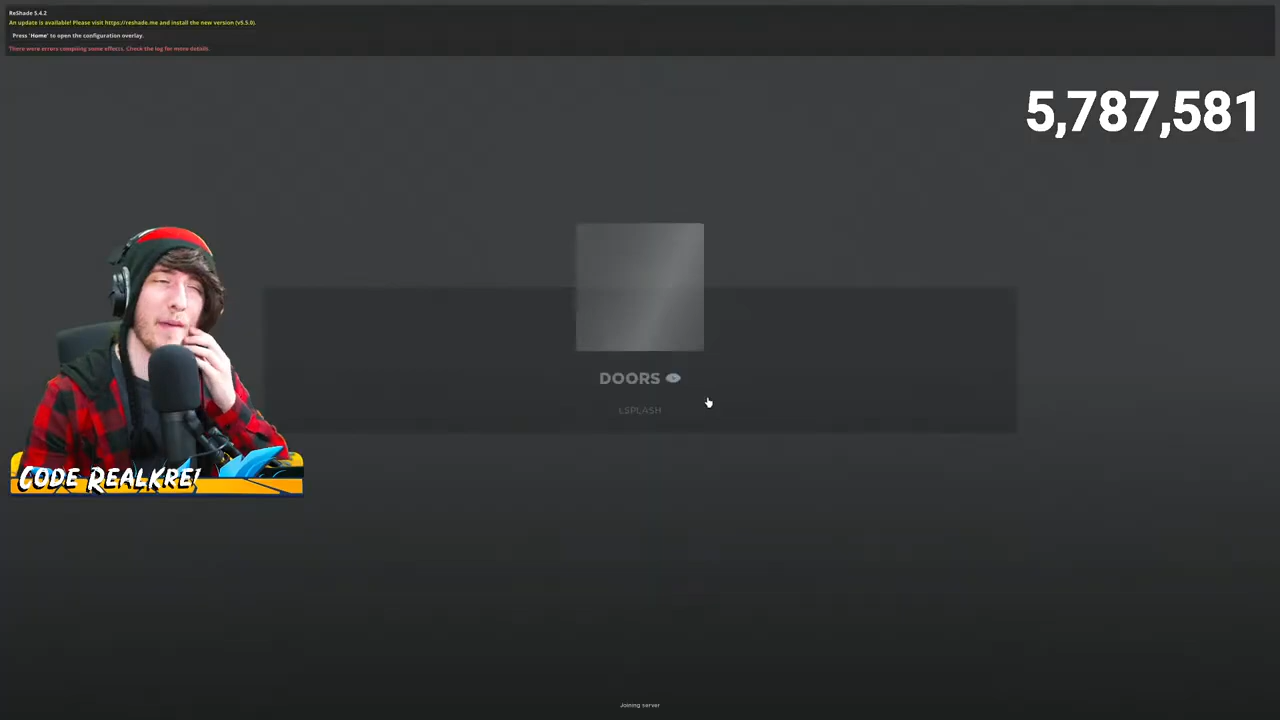 ReShade 5.4.2
An update is available! Please visit https://reshade.me and install the new version (v5.5.0).
Press 'Home' to open the configuration overlay.
There were errors compiling some effects. Check the log for more details.
5,787,581
DOORS
LSPLASH
CODE REALKRE
Joining server